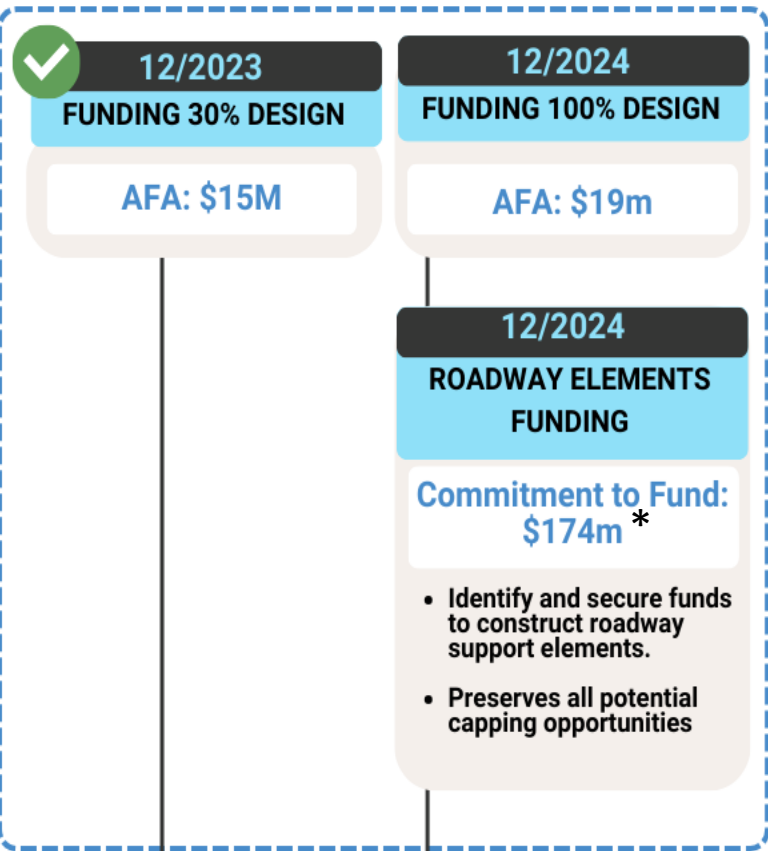 12/2023
FUNDING 30% DESIGN
AFA: $15M
12/2024
FUNDING 100% DESIGN
AFA: $19m
12/2024
ROADWAY ELEMENTS
FUNDING
Commitment to Fund:
$174m *
• Identify and secure funds
to construct roadway
support elements.
• Preserves all potential
capping opportunities